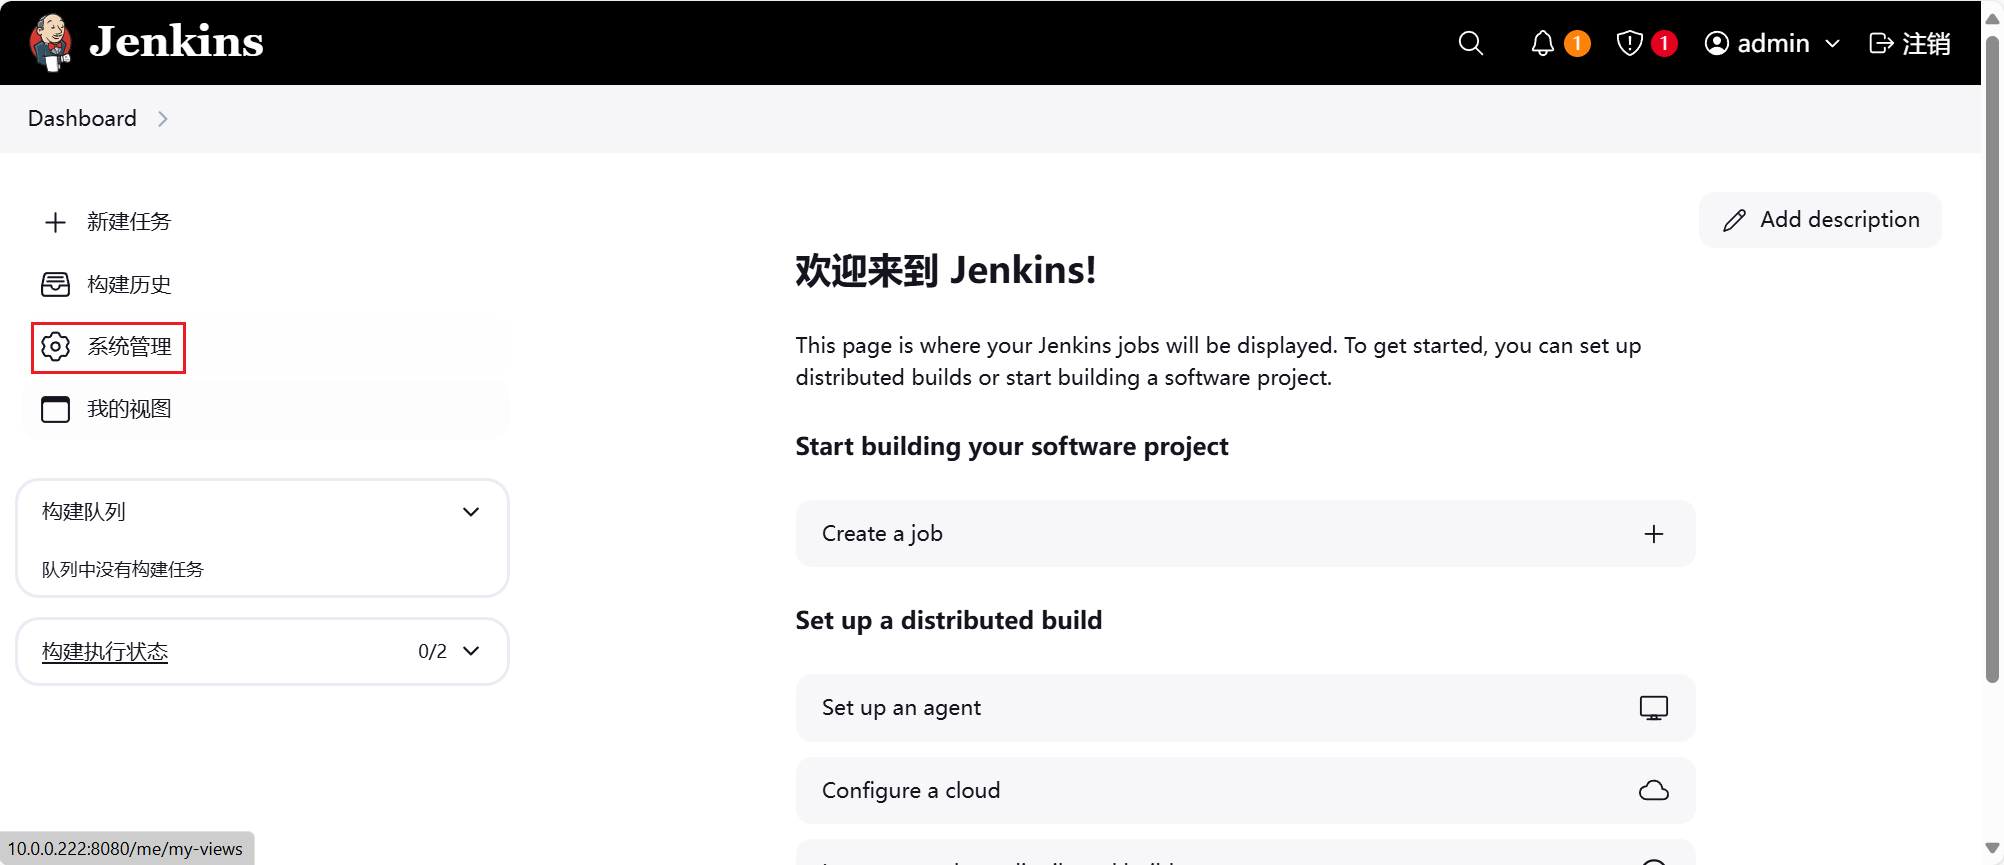 Jenkins
1
1
admin
注销
Dashboard
新建任务
构建历史
系统管理
我的视图
构建队列
队列中没有构建任务
构建执行状态
0/2
Add description
欢迎来到 Jenkins!
This page is where your Jenkins jobs will be displayed. To get started, you can set up
distributed builds or start building a software project.
Start building your software project
Create a job
Set up a distributed build
Set up an agent
Configure a cloud
10.0.0.222:8080/me/my-views